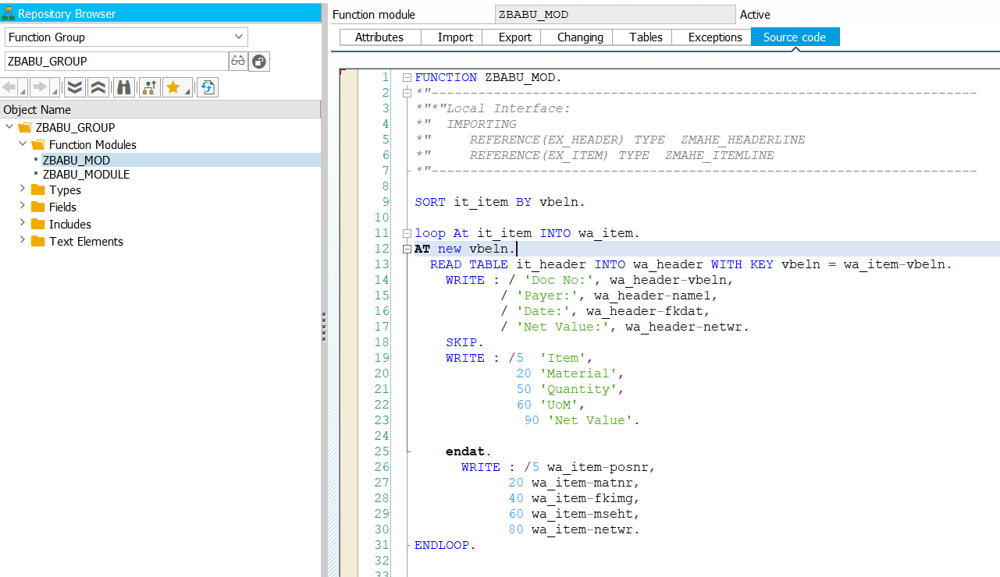 Repository Browser
Function Group
ZBABU_GROUP
Object Name
ZBABU_GROUP
Function Modules
ZBABU_MOD
ZBABU_MODULE
Types
Fields
Includes
Text Elements
Function module ZBABU_MOD Active
Attributes Import Export Changing Tables Exceptions Source code
1 FUNCTION ZBABU_MOD.
2 *"----------------------------------------------------------------------
3 *"*"Local Interface:
4 *"  IMPORTING
5 *"     REFERENCE(EX_HEADER) TYPE  ZMAHE_HEADERLINE
6 *"     REFERENCE(EX_ITEM) TYPE  ZMAHE_ITEMLINE
7 *"----------------------------------------------------------------------
8
9 SORT it_item BY vbeln.
10
11 loop At it_item INTO wa_item.
12 AT new vbeln.
13   READ TABLE it_header INTO wa_header WITH KEY vbeln = wa_item-vbeln.
14     WRITE : / 'Doc No:', wa_header-vbeln,
15            / 'Payer:', wa_header-name1,
16            / 'Date:', wa_header-fkdat,
17            / 'Net Value:', wa_header-netwr.
18     SKIP.
19     WRITE : /5  'Item',
20              20 'Material',
21              50 'Quantity',
22              60 'UoM',
23               90 'Net Value'.
24
25     endat.
26       WRITE : /5 wa_item-posnr,
27             20 wa_item-matnr,
28             40 wa_item-fkimg,
29             60 wa_item-mseht,
30             80 wa_item-netwr.
31 ENDLOOP.
32
33